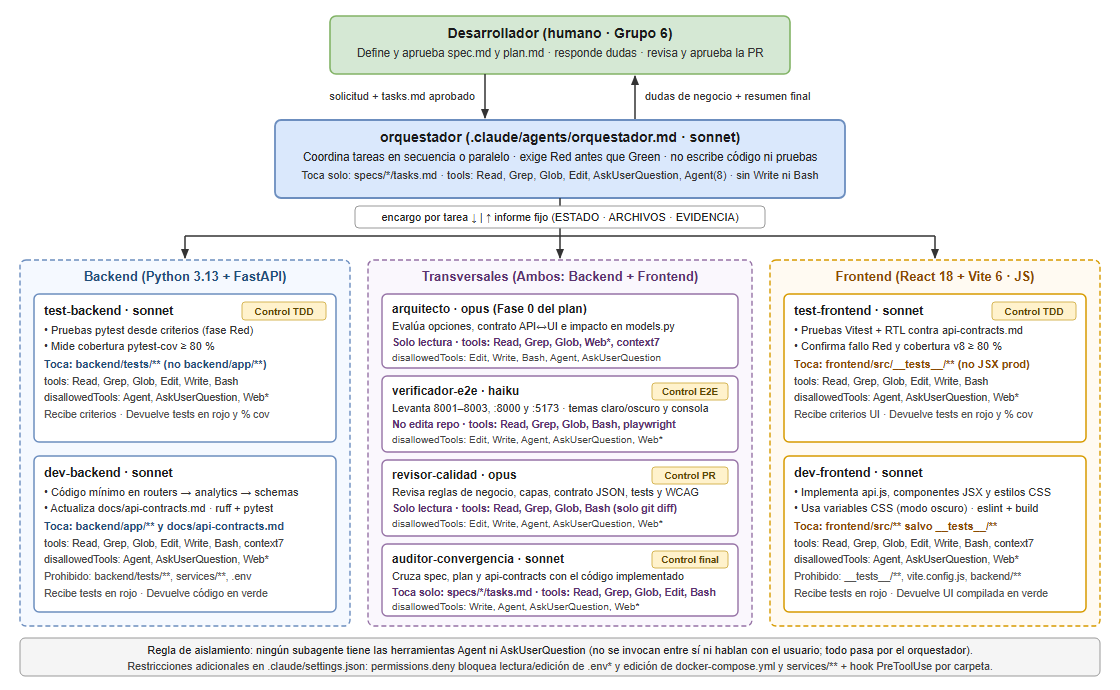 Desarrollador (humano · Grupo 6)
Define y aprueba spec.md y plan.md · responde dudas · revisa y aprueba la PR
solicitud + tasks.md aprobado
dudas de negocio + resumen final
orquestador (.claude/agents/orquestador.md · sonnet)
Coordina tareas en secuencia o paralelo · exige Red antes que Green · no escribe código ni pruebas
Toca solo: specs/*/tasks.md · tools: Read, Grep, Glob, Edit, AskUserQuestion, Agent(8) · sin Write ni Bash
encargo por tarea ↓ | ↑ informe fijo (ESTADO · ARCHIVOS · EVIDENCIA)
Backend (Python 3.13 + FastAPI)
test-backend · sonnet
Control TDD
• Pruebas pytest desde criterios (fase Red)
• Mide cobertura pytest-cov ≥ 80 %
Toca: backend/tests/** (no backend/app/**)
tools: Read, Grep, Glob, Edit, Write, Bash
disallowedTools: Agent, AskUserQuestion, Web*
Recibe criterios · Devuelve tests en rojo y % cov
dev-backend · sonnet
• Código mínimo en routers → analytics → schemas
• Actualiza docs/api-contracts.md · ruff + pytest
Toca: backend/app/** y docs/api-contracts.md
tools: Read, Grep, Glob, Edit, Write, Bash, context7
disallowedTools: Agent, AskUserQuestion, Web*
Prohibido: backend/tests/**, services/**, .env
Recibe tests en rojo · Devuelve código en verde
Transversales (Ambos: Backend + Frontend)
arquitecto · opus (Fase 0 del plan)
Evalúa opciones, contrato API↔UI e impacto en models.py
Solo lectura · tools: Read, Grep, Glob, Web*, context7
disallowedTools: Edit, Write, Bash, Agent, AskUserQuestion
verificador-e2e · haiku
Control E2E
Levanta 8001–8003, :8000 y :5173 · temas claro/oscuro y consola
No edita repo · tools: Read, Grep, Glob, Bash, playwright
disallowedTools: Edit, Write, Agent, AskUserQuestion, Web*
revisor-calidad · opus
Control PR
Revisa reglas de negocio, capas, contrato JSON, tests y WCAG
Solo lectura · tools: Read, Grep, Glob, Bash (solo git diff)
disallowedTools: Edit, Write, Agent, AskUserQuestion, Web*
auditor-convergencia · sonnet
Control final
Cruza spec, plan y api-contracts con el código implementado
Toca solo: specs/*/tasks.md · tools: Read, Grep, Glob, Edit, Bash
disallowedTools: Write, Agent, AskUserQuestion, Web*
Frontend (React 18 + Vite 6 · JS)
test-frontend · sonnet
Control TDD
• Pruebas Vitest + RTL contra api-contracts.md
• Confirma fallo Red y cobertura v8 ≥ 80 %
Toca: frontend/src/__tests__/** (no JSX prod)
tools: Read, Grep, Glob, Edit, Write, Bash
disallowedTools: Agent, AskUserQuestion, Web*
Recibe criterios UI · Devuelve tests en rojo y % cov
dev-frontend · sonnet
• Implementa api.js, componentes JSX y estilos CSS
• Usa variables CSS (modo oscuro) · eslint + build
Toca: frontend/src/** salvo __tests__/**
tools: Read, Grep, Glob, Edit, Write, Bash, context7
disallowedTools: Agent, AskUserQuestion, Web*
Prohibido: __tests__/**, vite.config.js, backend/**
Recibe tests en rojo · Devuelve UI compilada en verde
Regla de aislamiento: ningún subagente tiene las herramientas Agent ni AskUserQuestion (no se invocan entre sí ni hablan con el usuario; todo pasa por el orquestador).
Restricciones adicionales en .claude/settings.json: permissions.deny bloquea lectura/edición de .env* y edición de docker-compose.yml y services/** + hook PreToolUse por carpeta.